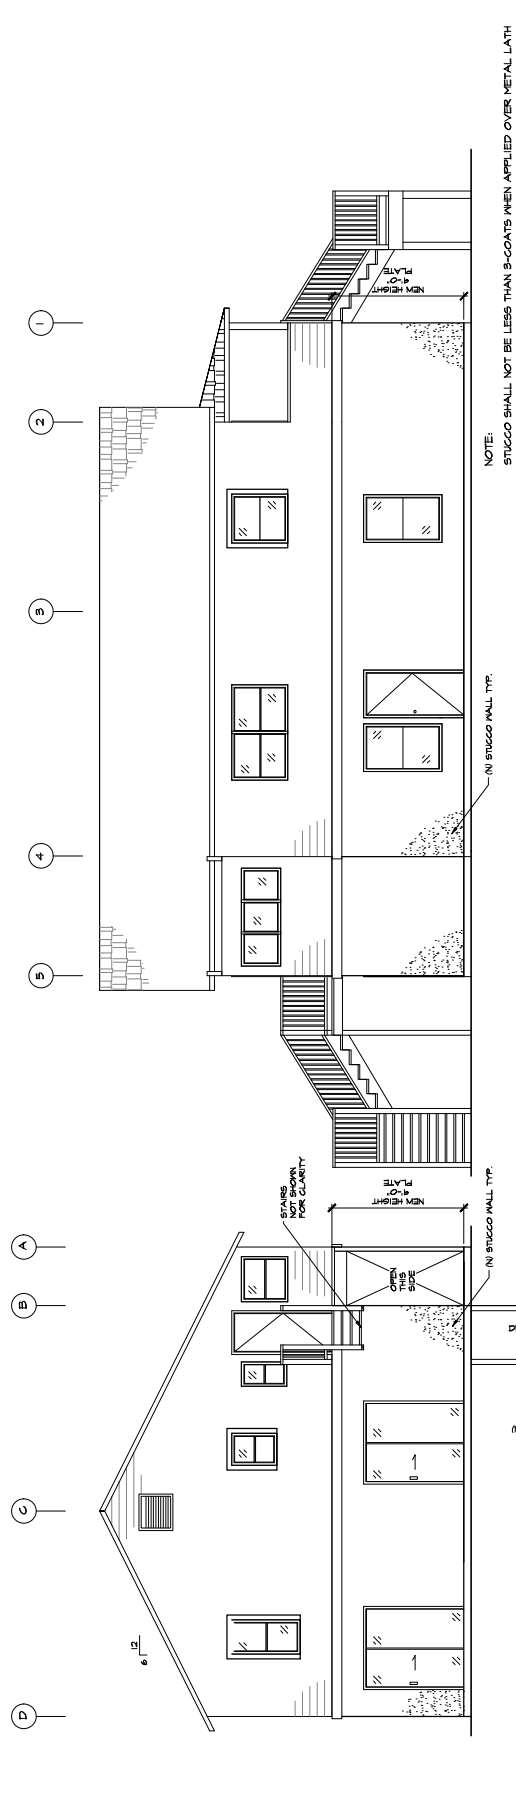 D
C
B
A
5
4
3
2
1
12
6
STAIRS
NOT SHOWN
FOR CLARITY
OPEN
THIS
SIDE
NEW HEIGHT
9'-0"
PLATE
(N) STUCCO WALL TYP.
NEW HEIGHT
9'-0"
PLATE
(N) STUCCO WALL TYP.
NOTE:
STUCCO SHALL NOT BE LESS THAN 3-COATS WHEN APPLIED OVER METAL LATH